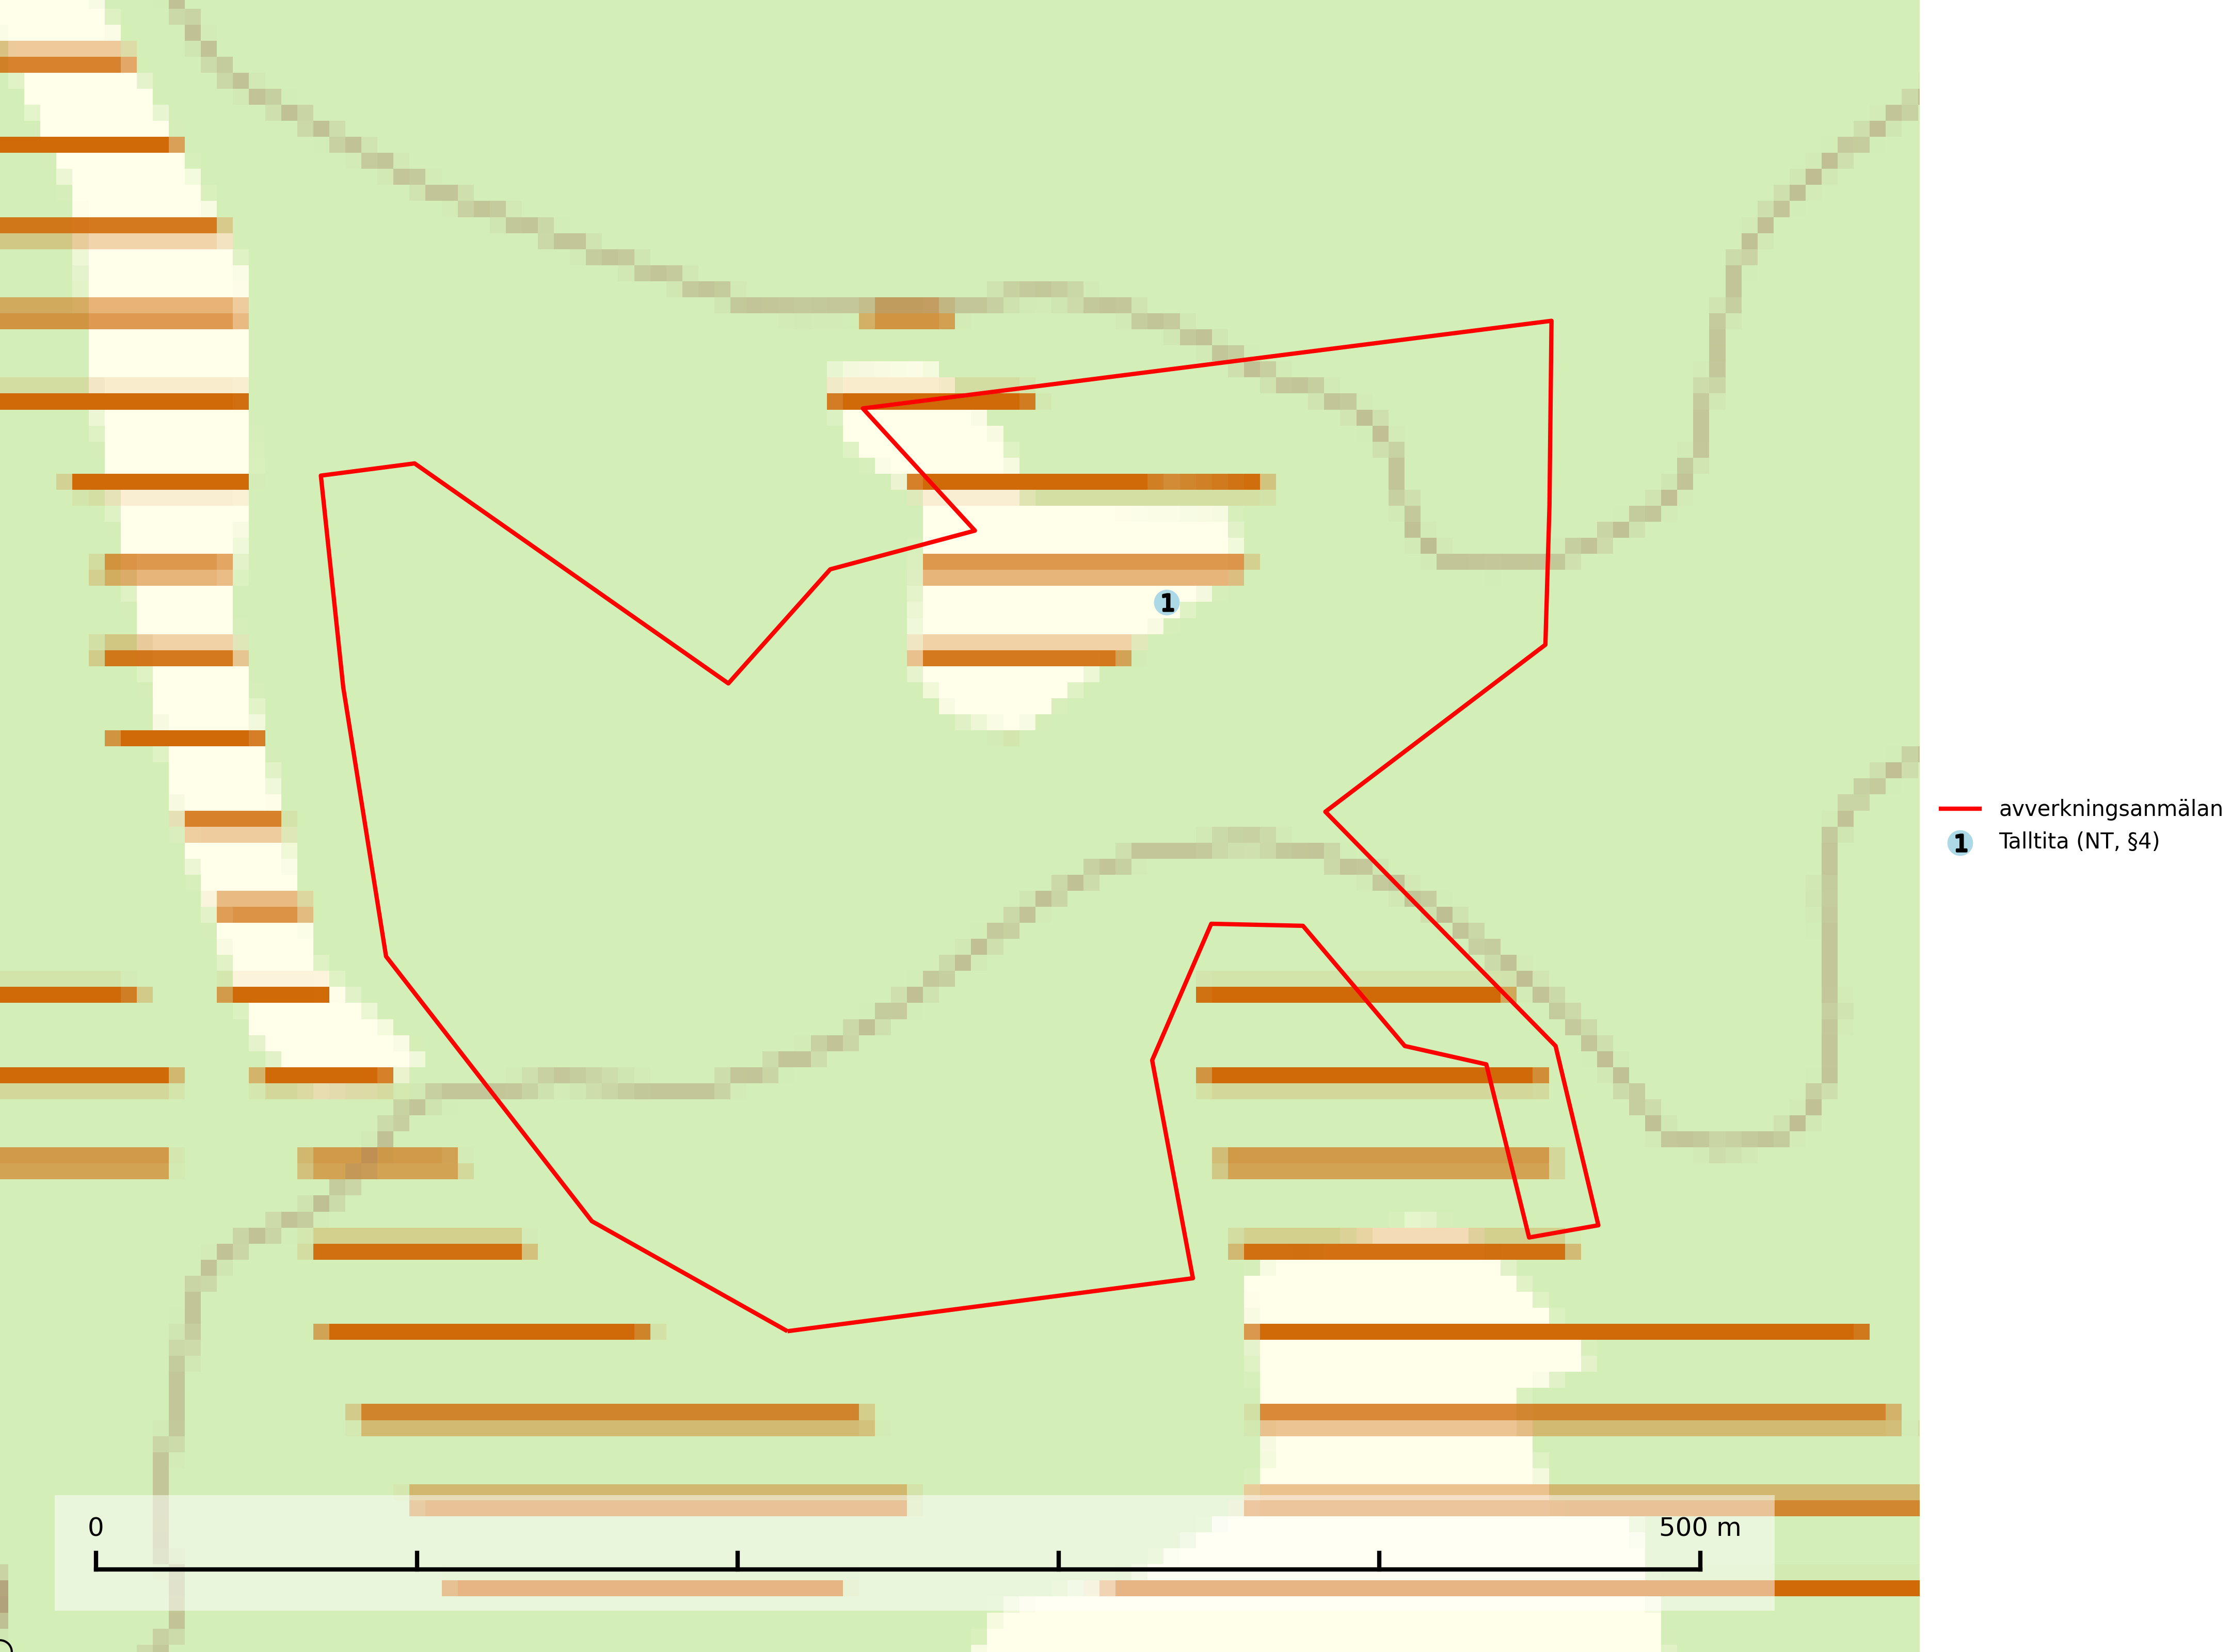 1
avverkningsanmälan
1 Talltita (NT, §4)
0 500 m